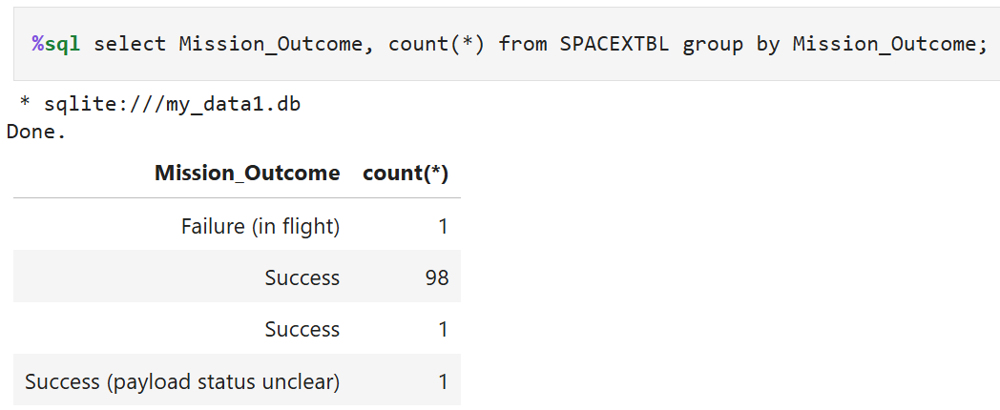 %sql select Mission_Outcome, count(*) from SPACEXTBL group by Mission_Outcome;
* sqlite:///my_data1.db
Done.
Mission_Outcome count(*)
Failure (in flight) 1
Success 98
Success 1
Success (payload status unclear) 1